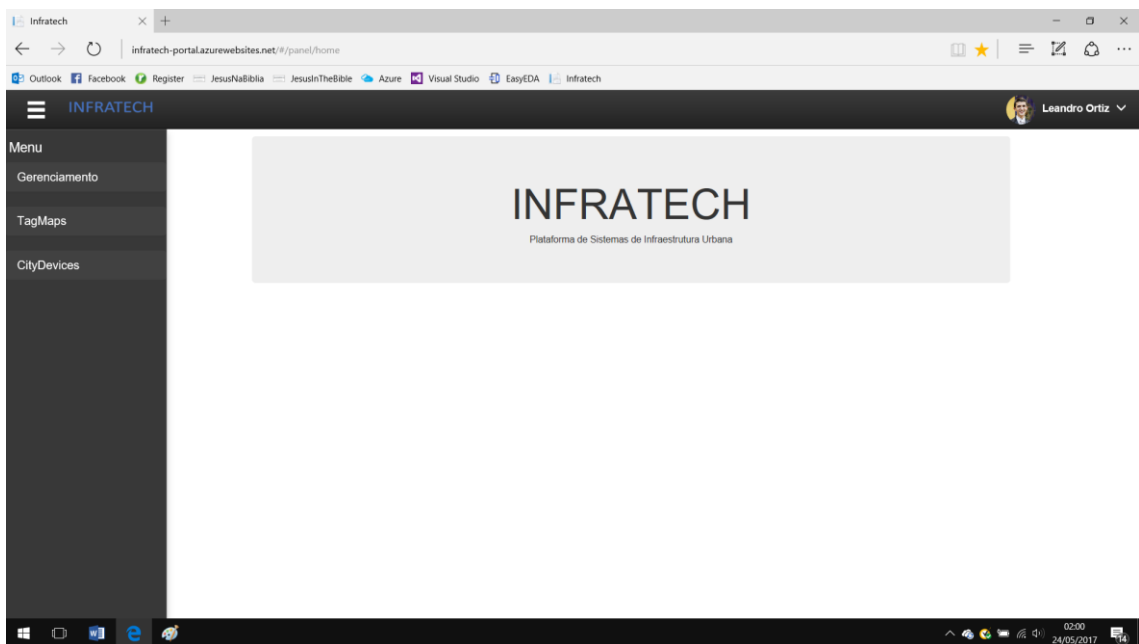 Infratech
infratech-portal.azurewebsites.net/#/panel/home
Outlook Facebook Register JesusNaBiblia JesusInTheBible Azure Visual Studio EasyEDA Infratech
INFRATECH
Leandro Ortiz
Menu
Gerenciamento
TagMaps
CityDevices
INFRATECH
Plataforma de Sistemas de Infraestrutura Urbana
02:00
24/05/2017
14